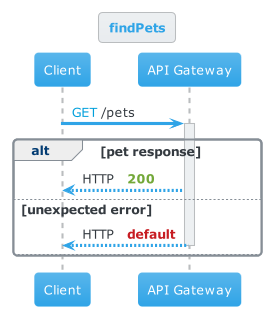 findPets
Client API Gateway
GET /pets
alt [pet response]
HTTP 200
[unexpected error]
HTTP default
Client API Gateway